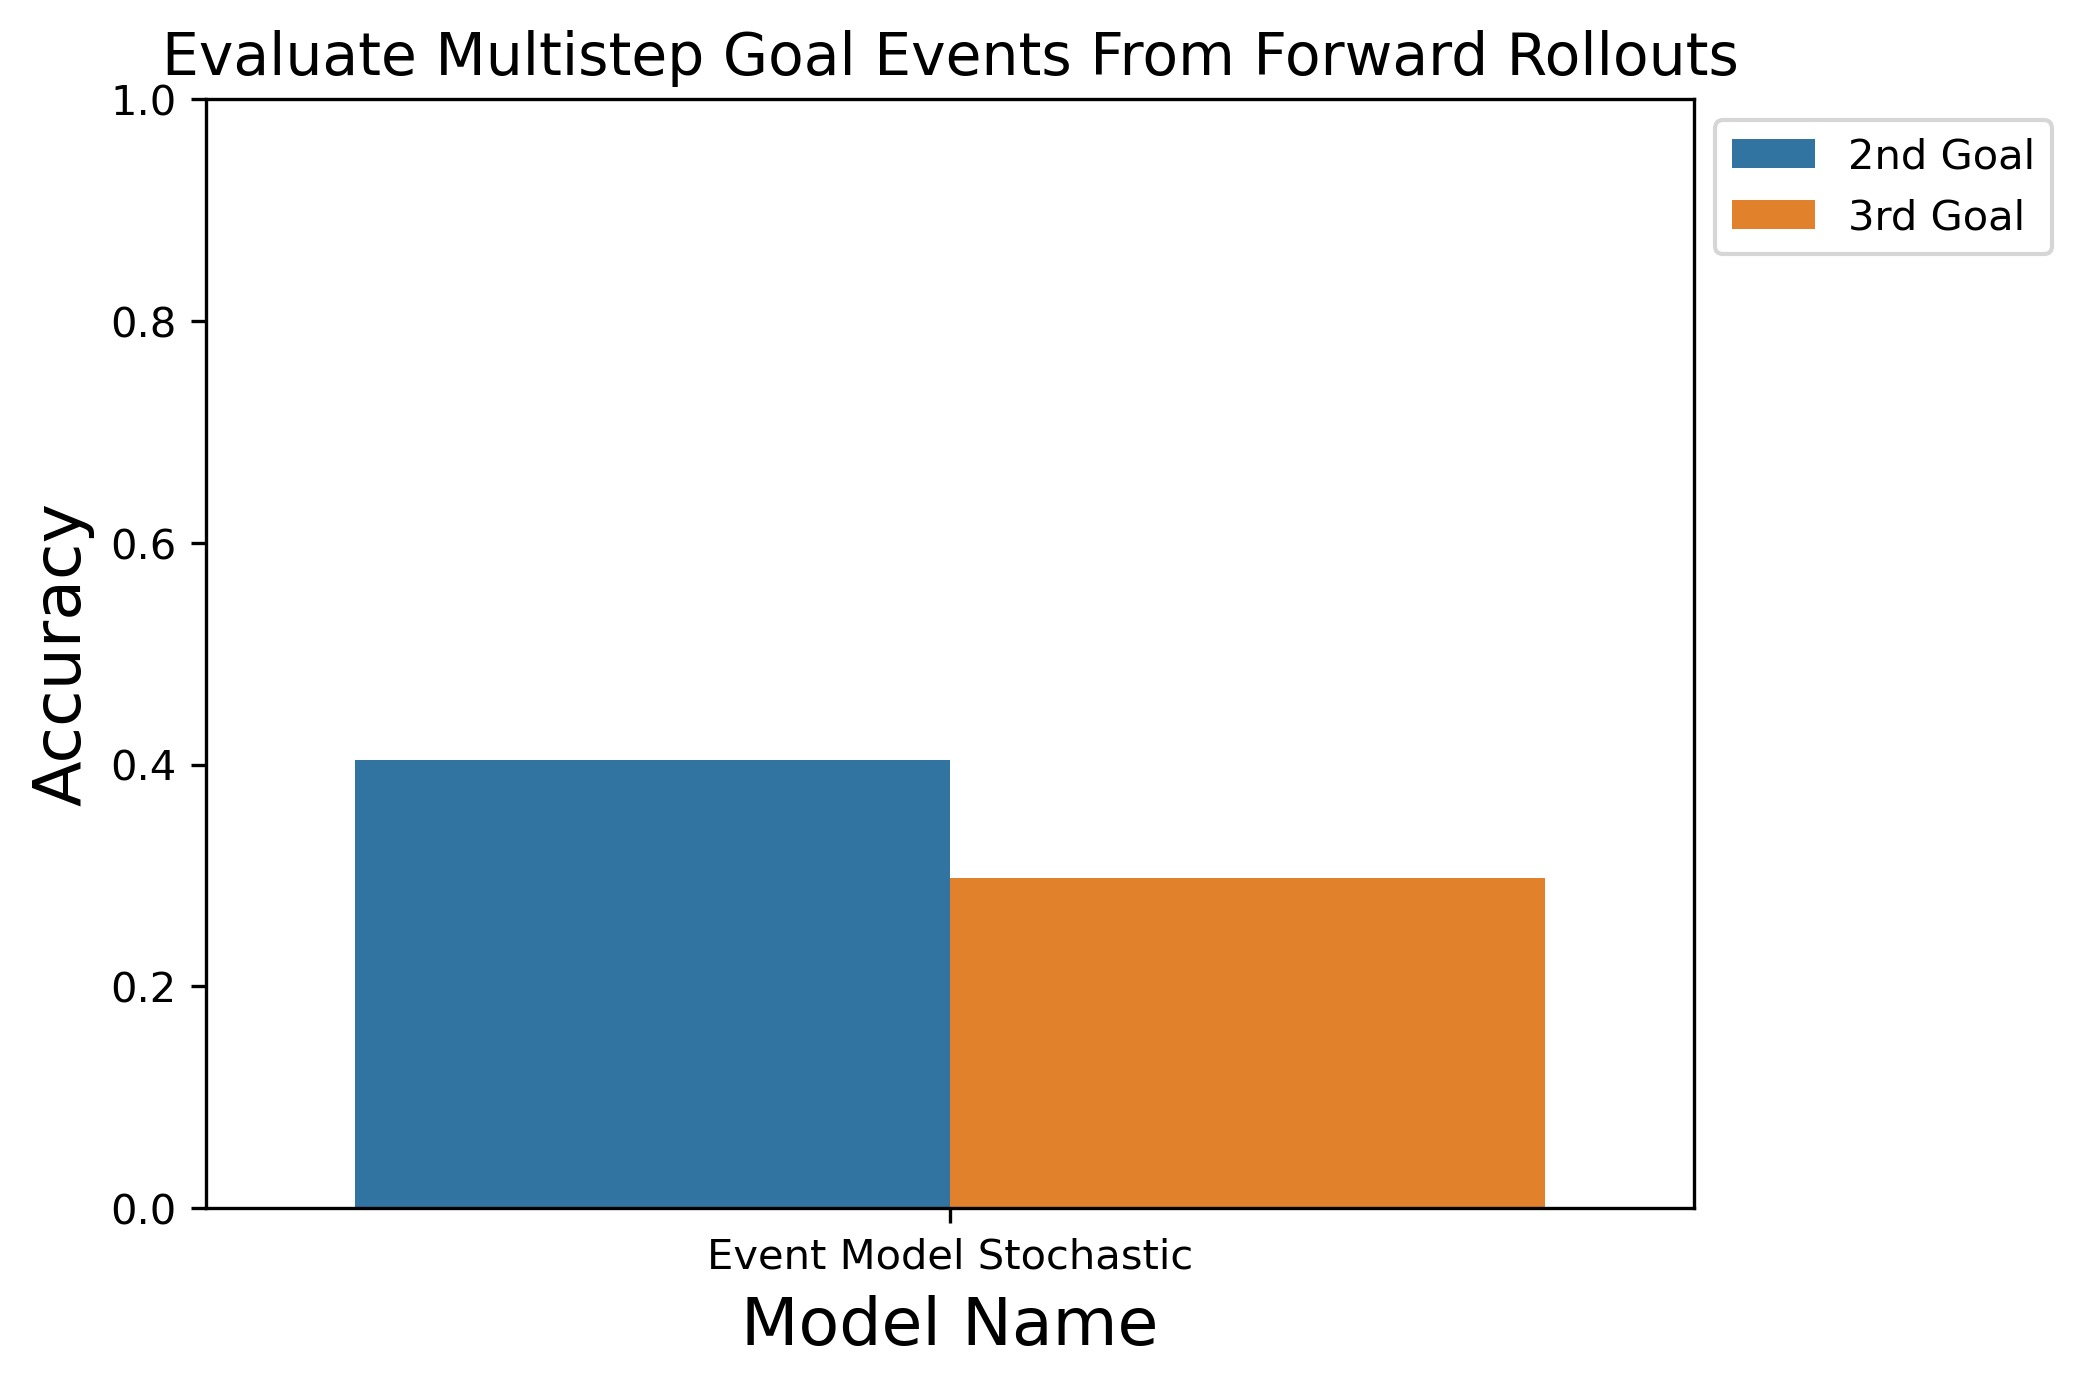 Evaluate Multistep Goal Events From Forward Rollouts
1.0
0.8
0.6
0.4
0.2
0.0
Accuracy
Event Model Stochastic
Model Name
2nd Goal
3rd Goal